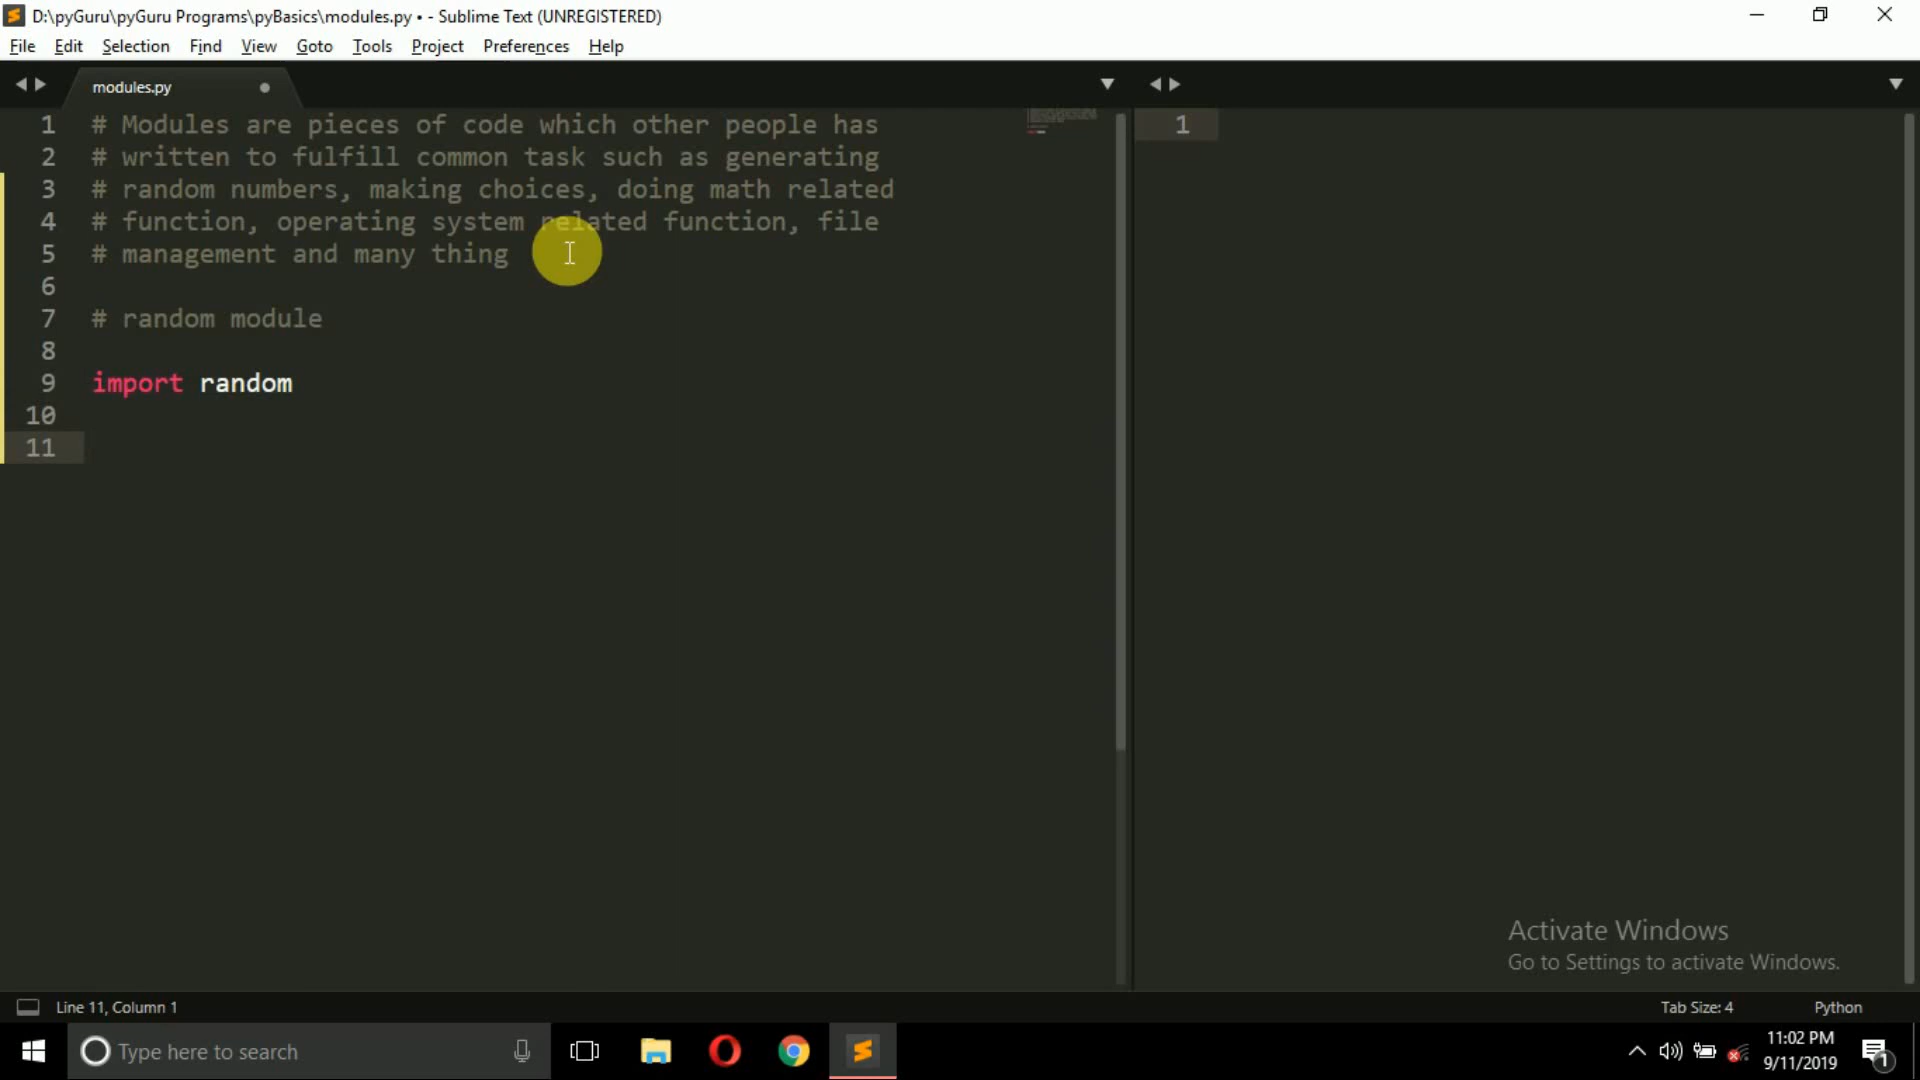 D:\pyGuru\pyGuru Programs\pyBasics\modules.py • - Sublime Text (UNREGISTERED)
File Edit Selection Find View Goto Tools Project Preferences Help
modules.py
1 # Modules are pieces of code which other people has
2 # written to fulfill common task such as generating
3 # random numbers, making choices, doing math related
4 # function, operating system related function, file
5 # management and many thing
6
7 # random module
8
9 import random
10
11
1
Activate Windows
Go to Settings to activate Windows.
Line 11, Column 1
Tab Size: 4
Python
Type here to search
11:02 PM
9/11/2019
1